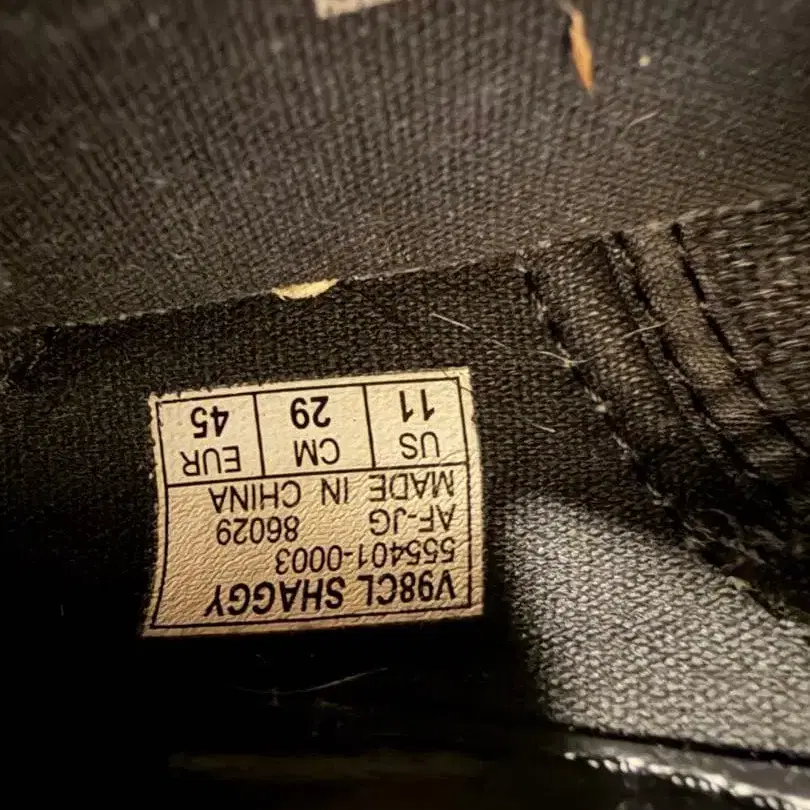 V98CL SHAGGY
555401-0003
AF-JG 86029
MADE IN CHINA
US CM EUR
11 29 45